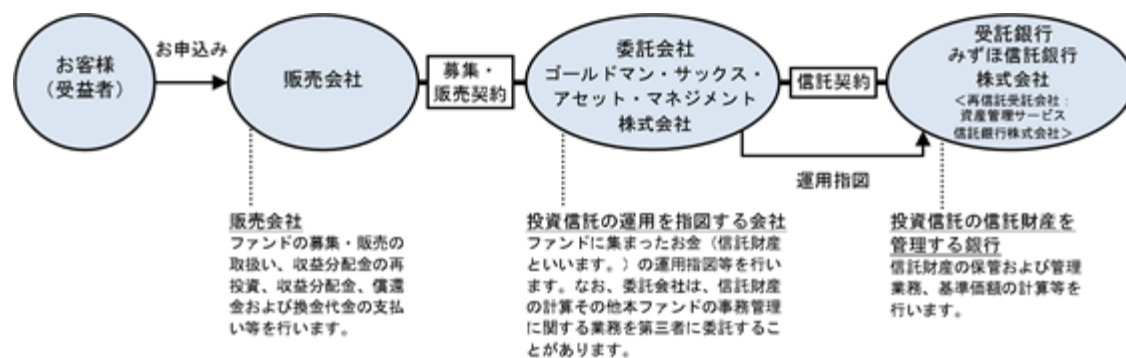 お客様
（受益者）
お申込み
販売会社
募集・
販売契約
委託会社
ゴールドマン・サックス・
アセット・マネジメント
株式会社
信託契約
受託銀行
みずほ信託銀行
株式会社
＜再信託受託会社：
資産管理サービス
信託銀行株式会社＞
運用指図
販売会社
ファンドの募集・販売の
取扱い、収益分配金の再
投資、収益分配金、償還
金および換金代金の支払
い等を行います。
投資信託の運用を指図する会社
ファンドに集まったお金（信託財産
といいます。）の運用指図等を行い
ます。なお、委託会社は、信託財産
の計算その他本ファンドの事務管理
に関する業務を第三者に委託するこ
とがあります。
投資信託の信託財産を
管理する銀行
信託財産の保管および管理
業務、基準価額の計算等を
行います。